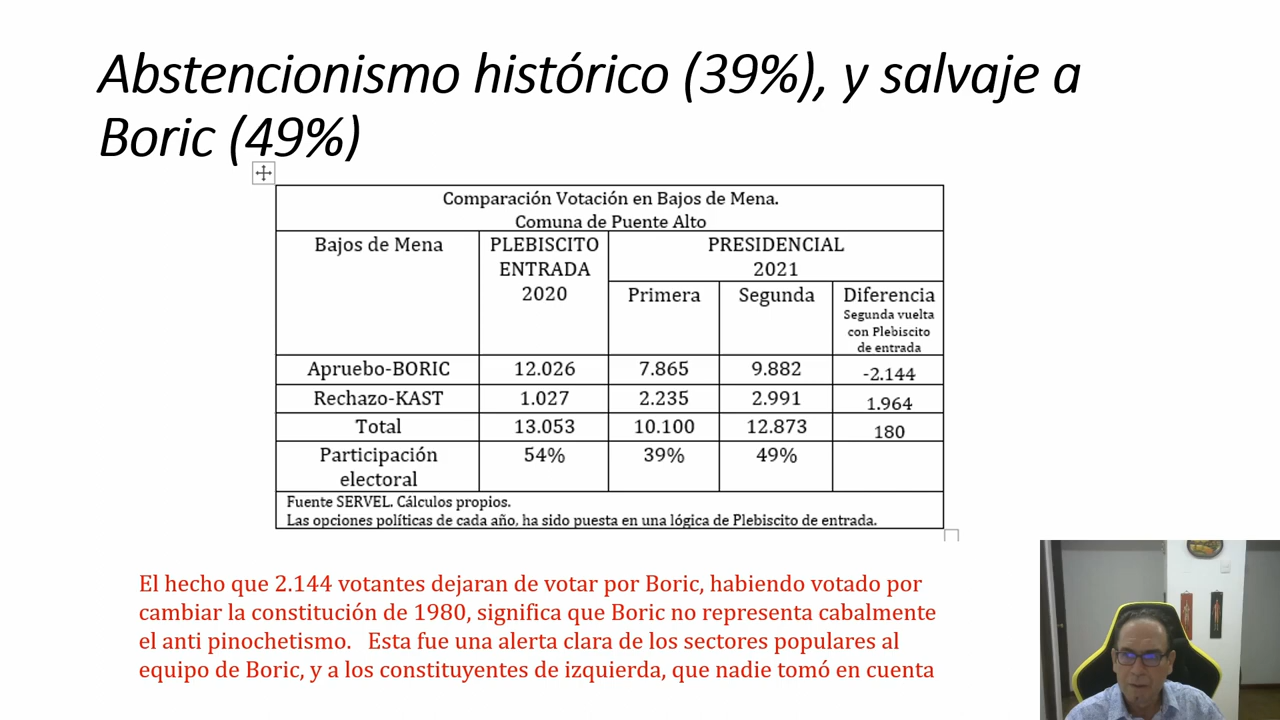 Abstencionismo histórico (39%), y salvaje a
Boric (49%)
Comparación Votación en Bajos de Mena.
Comuna de Puente Alto
Bajos de Mena
PLEBISCITO
ENTRADA
2020
PRESIDENCIAL
2021
Primera
Segunda
Diferencia
Segunda vuelta
con Plebiscito
de entrada
Apruebo-BORIC 12.026 7.865 9.882 -2.144
Rechazo-KAST 1.027 2.235 2.991 1.964
Total 13.053 10.100 12.873 180
Participación
electoral
54% 39% 49%
Fuente SERVEL. Cálculos propios.
Las opciones políticas de cada año, ha sido puesta en una lógica de Plebiscito de entrada.
El hecho que 2.144 votantes dejaran de votar por Boric, habiendo votado por
cambiar la constitución de 1980, significa que Boric no representa cabalmente
el anti pinochetismo. Esta fue una alerta clara de los sectores populares al
equipo de Boric, y a los constituyentes de izquierda, que nadie tomó en cuenta